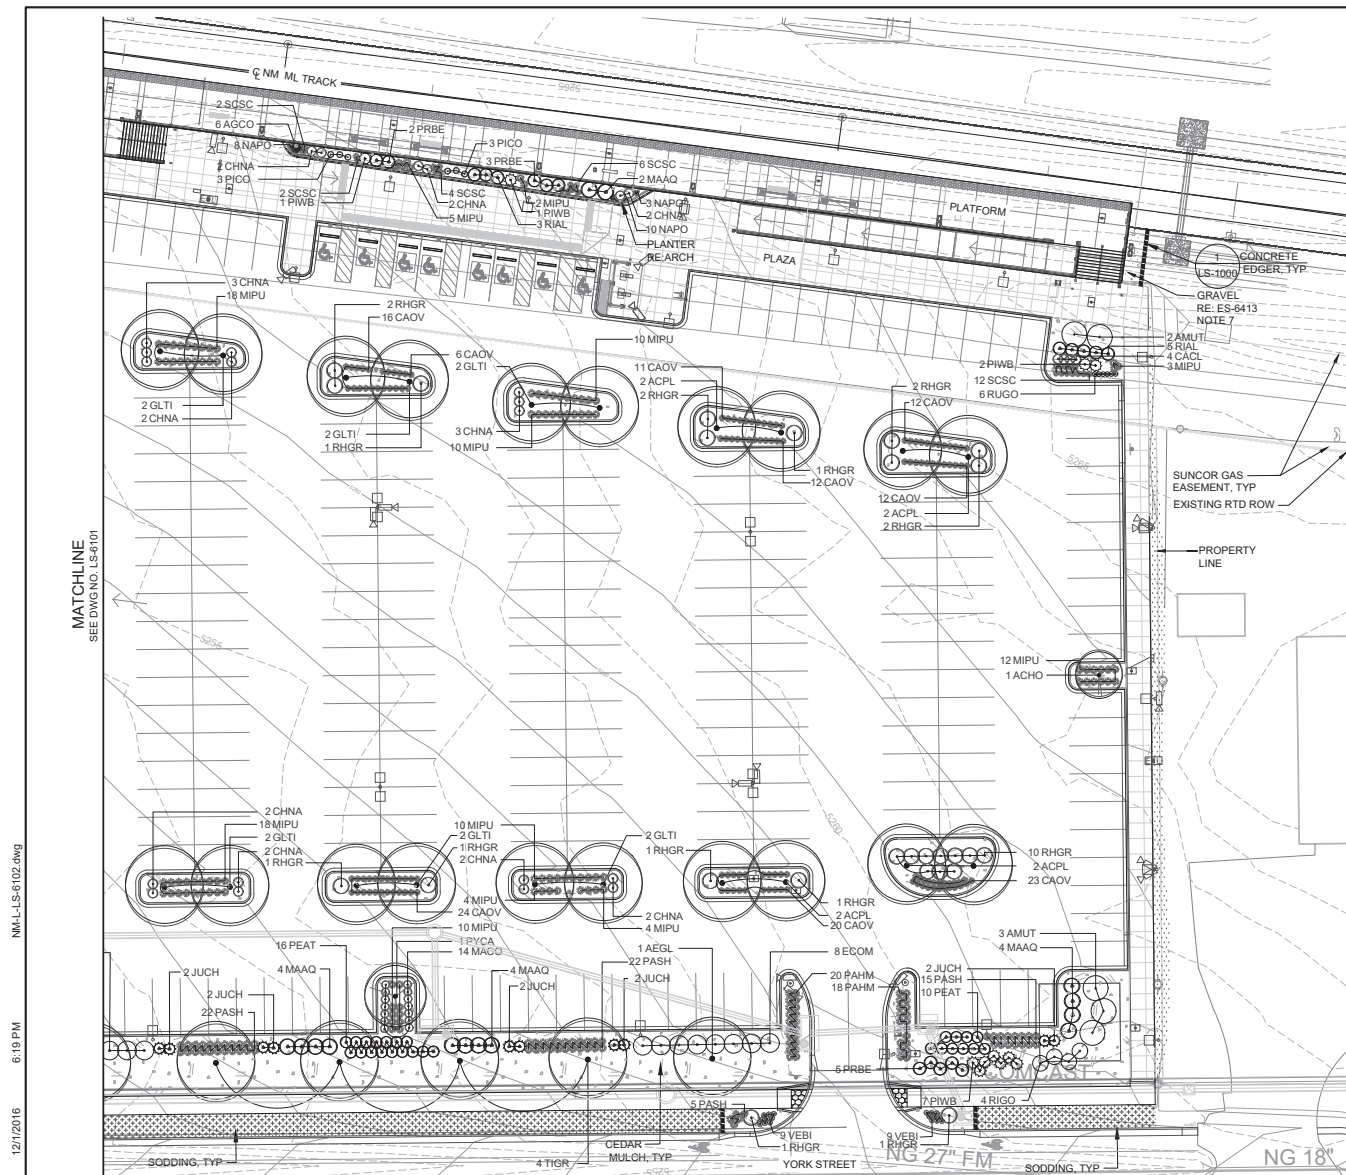 ℄ NM ML TRACK
5265
2 SCSC
6 AGCO
8 NAPO
2 PRBE
3 PICO
3 PRBE
6 SCSC
2 MAAQ
2 CHNA
3 PICO
2 SCSC
1 PIWB
4 SCSC
2 CHNA
5 MIPU
2 MIPU
1 PIWB
3 RIAL
3 NAPO
2 CHNA
10 NAPO
PLANTER
RE:ARCH
PLATFORM
PLAZA
1
LS-1000
CONCRETE
EDGER, TYP
GRAVEL
RE: ES-6413
NOTE 7
3 CHNA
18 MIPU
2 RHGR
16 CAOV
6 CAOV
2 GLTI
10 MIPU
11 CAOV
2 ACPL
2 RHGR
2 RHGR
12 CAOV
2 PIWB
12 SCSC
6 RUGO
2 AMUT
5 RIAL
4 CACL
3 MIPU
2 GLTI
2 CHNA
2 GLTI
1 RHGR
3 CHNA
10 MIPU
1 RHGR
12 CAOV
12 CAOV
2 ACPL
2 RHGR
5265
SUNCOR GAS
EASEMENT, TYP
EXISTING RTD ROW
PROPERTY
LINE
MATCHLINE
SEE DWG NO. LS-6101
5255
12 MIPU
1 ACHO
2 CHNA
18 MIPU
2 GLTI
2 CHNA
1 RHGR
10 MIPU
2 GLTI
1 RHGR
2 CHNA
2 GLTI
1 RHGR
5260
10 RHGR
2 ACPL
23 CAOV
4 MIPU
24 CAOV
10 MIPU
1 PYCA
14 MACO
2 CHNA
4 MIPU
1 RHGR
2 ACPL
20 CAOV
16 PEAT
2 JUCH
4 MAAQ
2 JUCH
22 PASH
4 MAAQ
2 JUCH
1 AEGL
22 PASH
2 JUCH
8 ECOM
20 PAHM
18 PAHM
2 JUCH
15 PASH
10 PEAT
3 AMUT
4 MAAQ
5 PRBE
COMCAST
7 PIWB
4 RIGO
5 PASH
9 VEBI
1 RHGR
9 VEBI
1 RHGR
SODDING, TYP
4 TIGR
CEDAR
MULCH, TYP
5255
YORK STREET
NG 27" FM
SODDING, TYP
NG 18"
NM-L-LS-6102.dwg
6:19 PM
12/1/2016